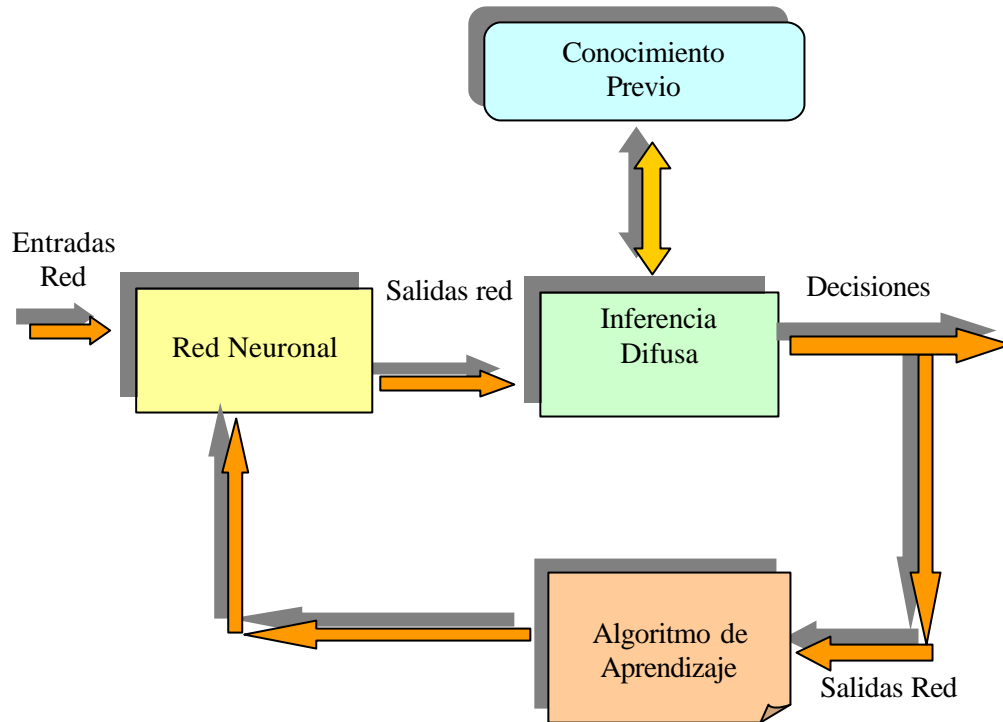 Conocimiento
Previo
Entradas
Red
Salidas red
Decisiones
Red Neuronal
Inferencia
Difusa
Algoritmo de
Aprendizaje
Salidas Red